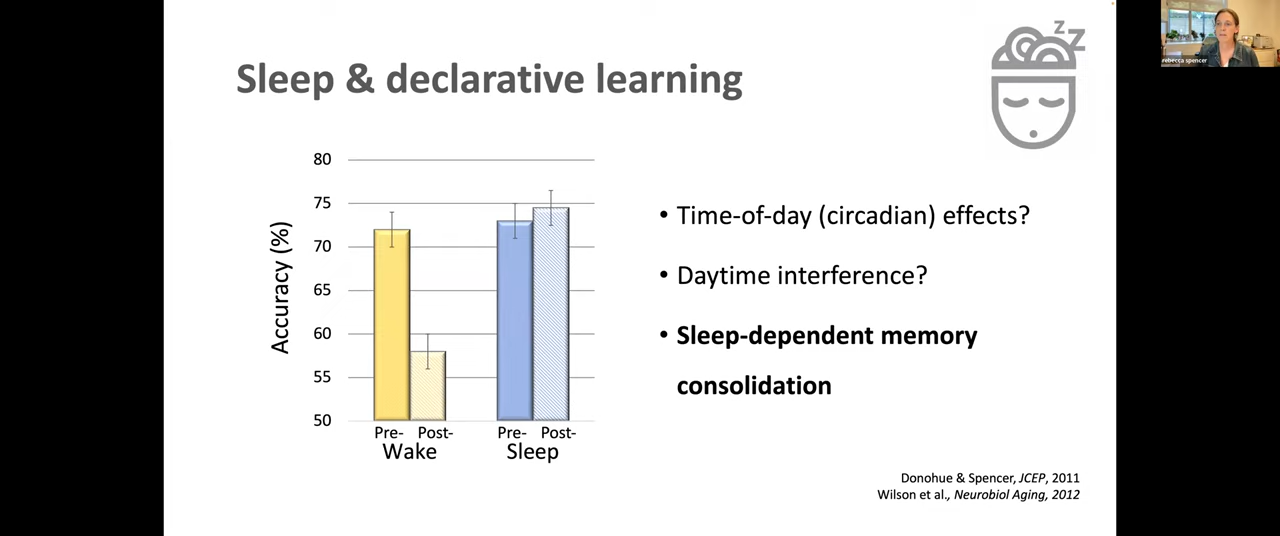 Sleep & declarative learning
z
Z
rebecca spencer
80
75
70
65
60
55
50
Accuracy (%)
Pre- Post- Pre- Post-
Wake Sleep
• Time-of-day (circadian) effects?
• Daytime interference?
• Sleep-dependent memory
consolidation
Donohue & Spencer, JCEP, 2011
Wilson et al., Neurobiol Aging, 2012